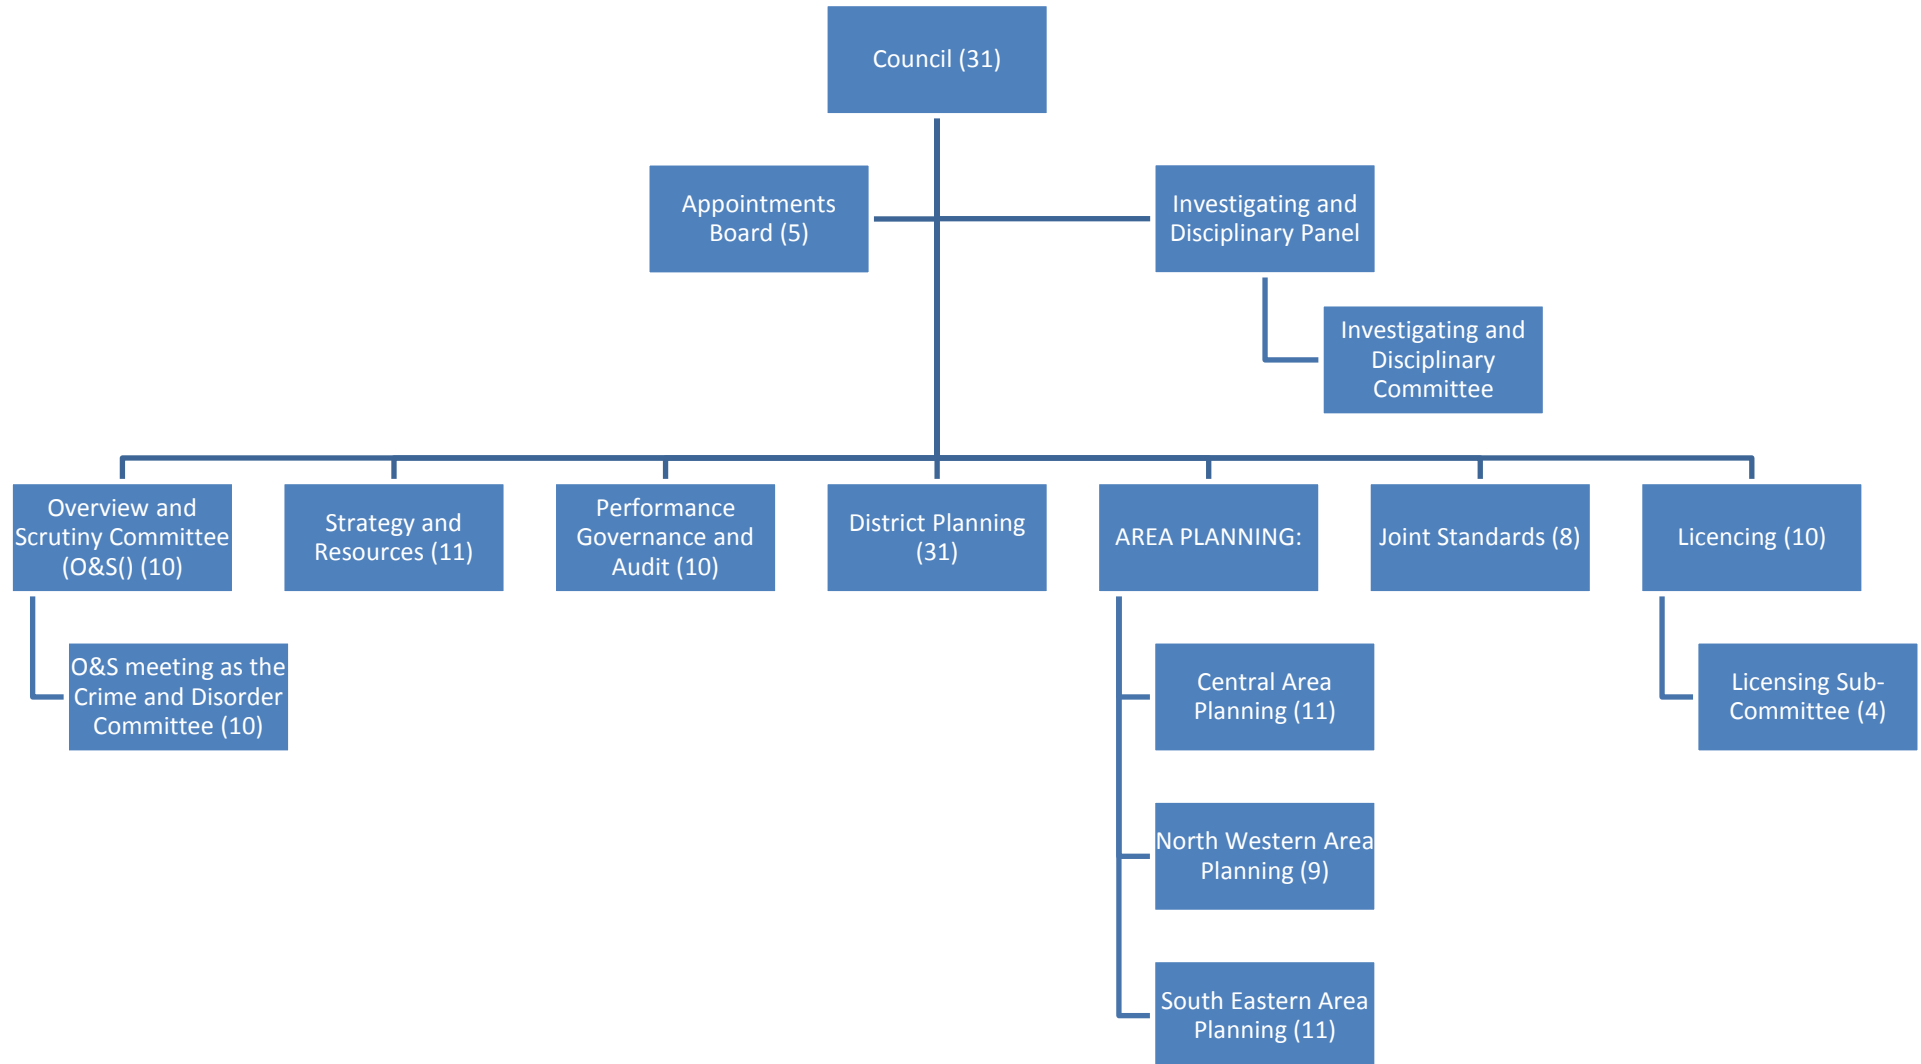 Council (31)
Appointments
Board (5)
Investigating and
Disciplinary Panel
Investigating and
Disciplinary
Committee
Overview and
Scrutiny Committee
(O&S() (10)
Strategy and
Resources (11)
Performance
Governance and
Audit (10)
District Planning
(31)
AREA PLANNING:
Joint Standards (8)
Licencing (10)
O&S meeting as the
Crime and Disorder
Committee (10)
Central Area
Planning (11)
Licensing Sub-
Committee (4)
North Western Area
Planning (9)
South Eastern Area
Planning (11)